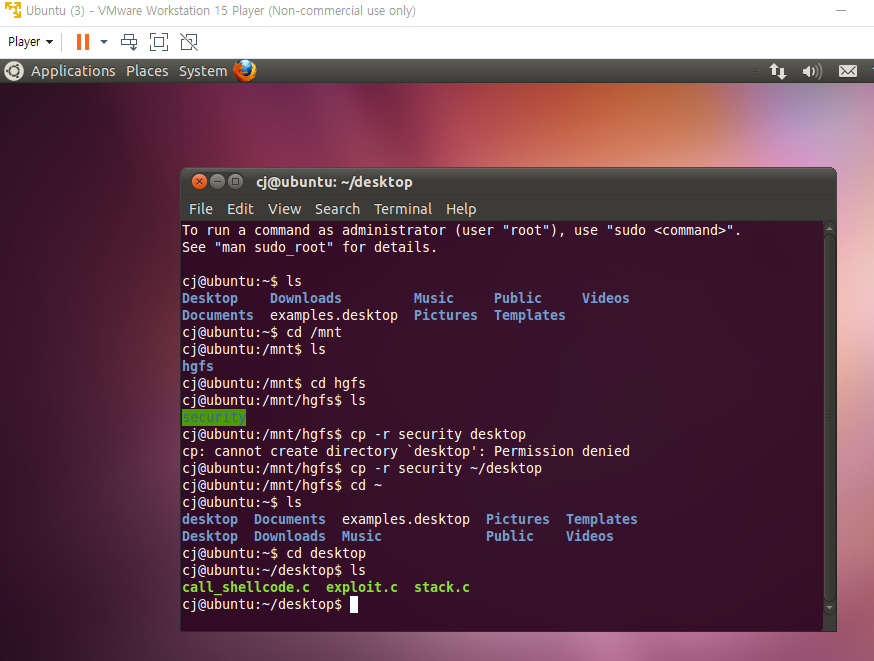 Ubuntu (3) - VMware Workstation 15 Player (Non-commercial use only)
Player
Applications Places System
cj@ubuntu: ~/desktop
File Edit View Search Terminal Help
To run a command as administrator (user "root"), use "sudo <command>".
See "man sudo_root" for details.
cj@ubuntu:~$ ls
Desktop Downloads Music Public Videos
Documents examples.desktop Pictures Templates
cj@ubuntu:~$ cd /mnt
cj@ubuntu:/mnt$ ls
hgfs
cj@ubuntu:/mnt$ cd hgfs
cj@ubuntu:/mnt/hgfs$ ls
security
cj@ubuntu:/mnt/hgfs$ cp -r security desktop
cp: cannot create directory `desktop': Permission denied
cj@ubuntu:/mnt/hgfs$ cp -r security ~/desktop
cj@ubuntu:/mnt/hgfs$ cd ~
cj@ubuntu:~$ ls
desktop Documents examples.desktop Pictures Templates
Desktop Downloads Music Public Videos
cj@ubuntu:~$ cd desktop
cj@ubuntu:~/desktop$ ls
call_shellcode.c exploit.c stack.c
cj@ubuntu:~/desktop$